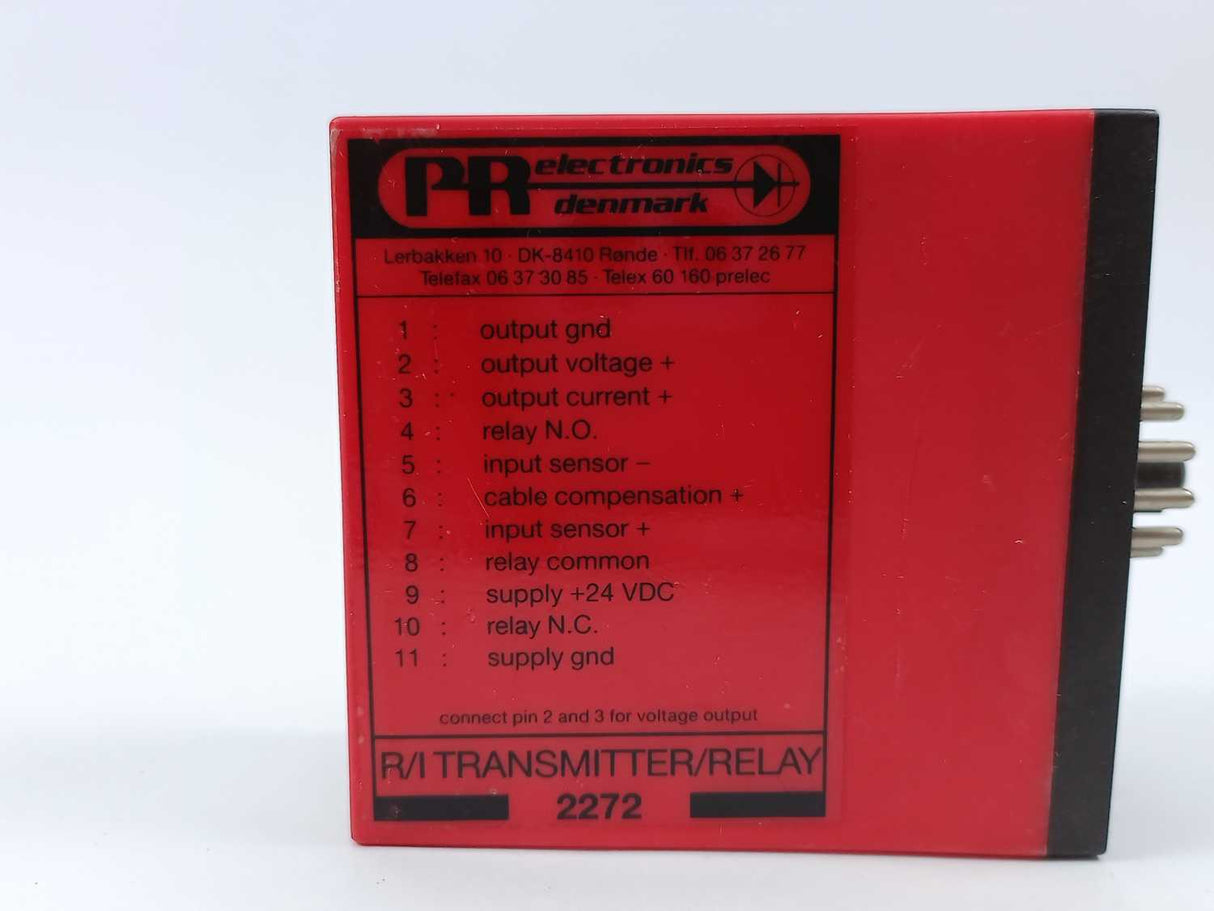 PR electronics
denmark
Lerbakken 10 · DK-8410 Rønde · Tlf. 06 37 26 77
Telefax 06 37 30 85 · Telex 60 160 prelec
1 : output gnd
2 : output voltage +
3 : output current +
4 : relay N.O.
5 : input sensor –
6 : cable compensation +
7 : input sensor +
8 : relay common
9 : supply +24 VDC
10 : relay N.C.
11 : supply gnd
connect pin 2 and 3 for voltage output
R/I TRANSMITTER/RELAY
2272